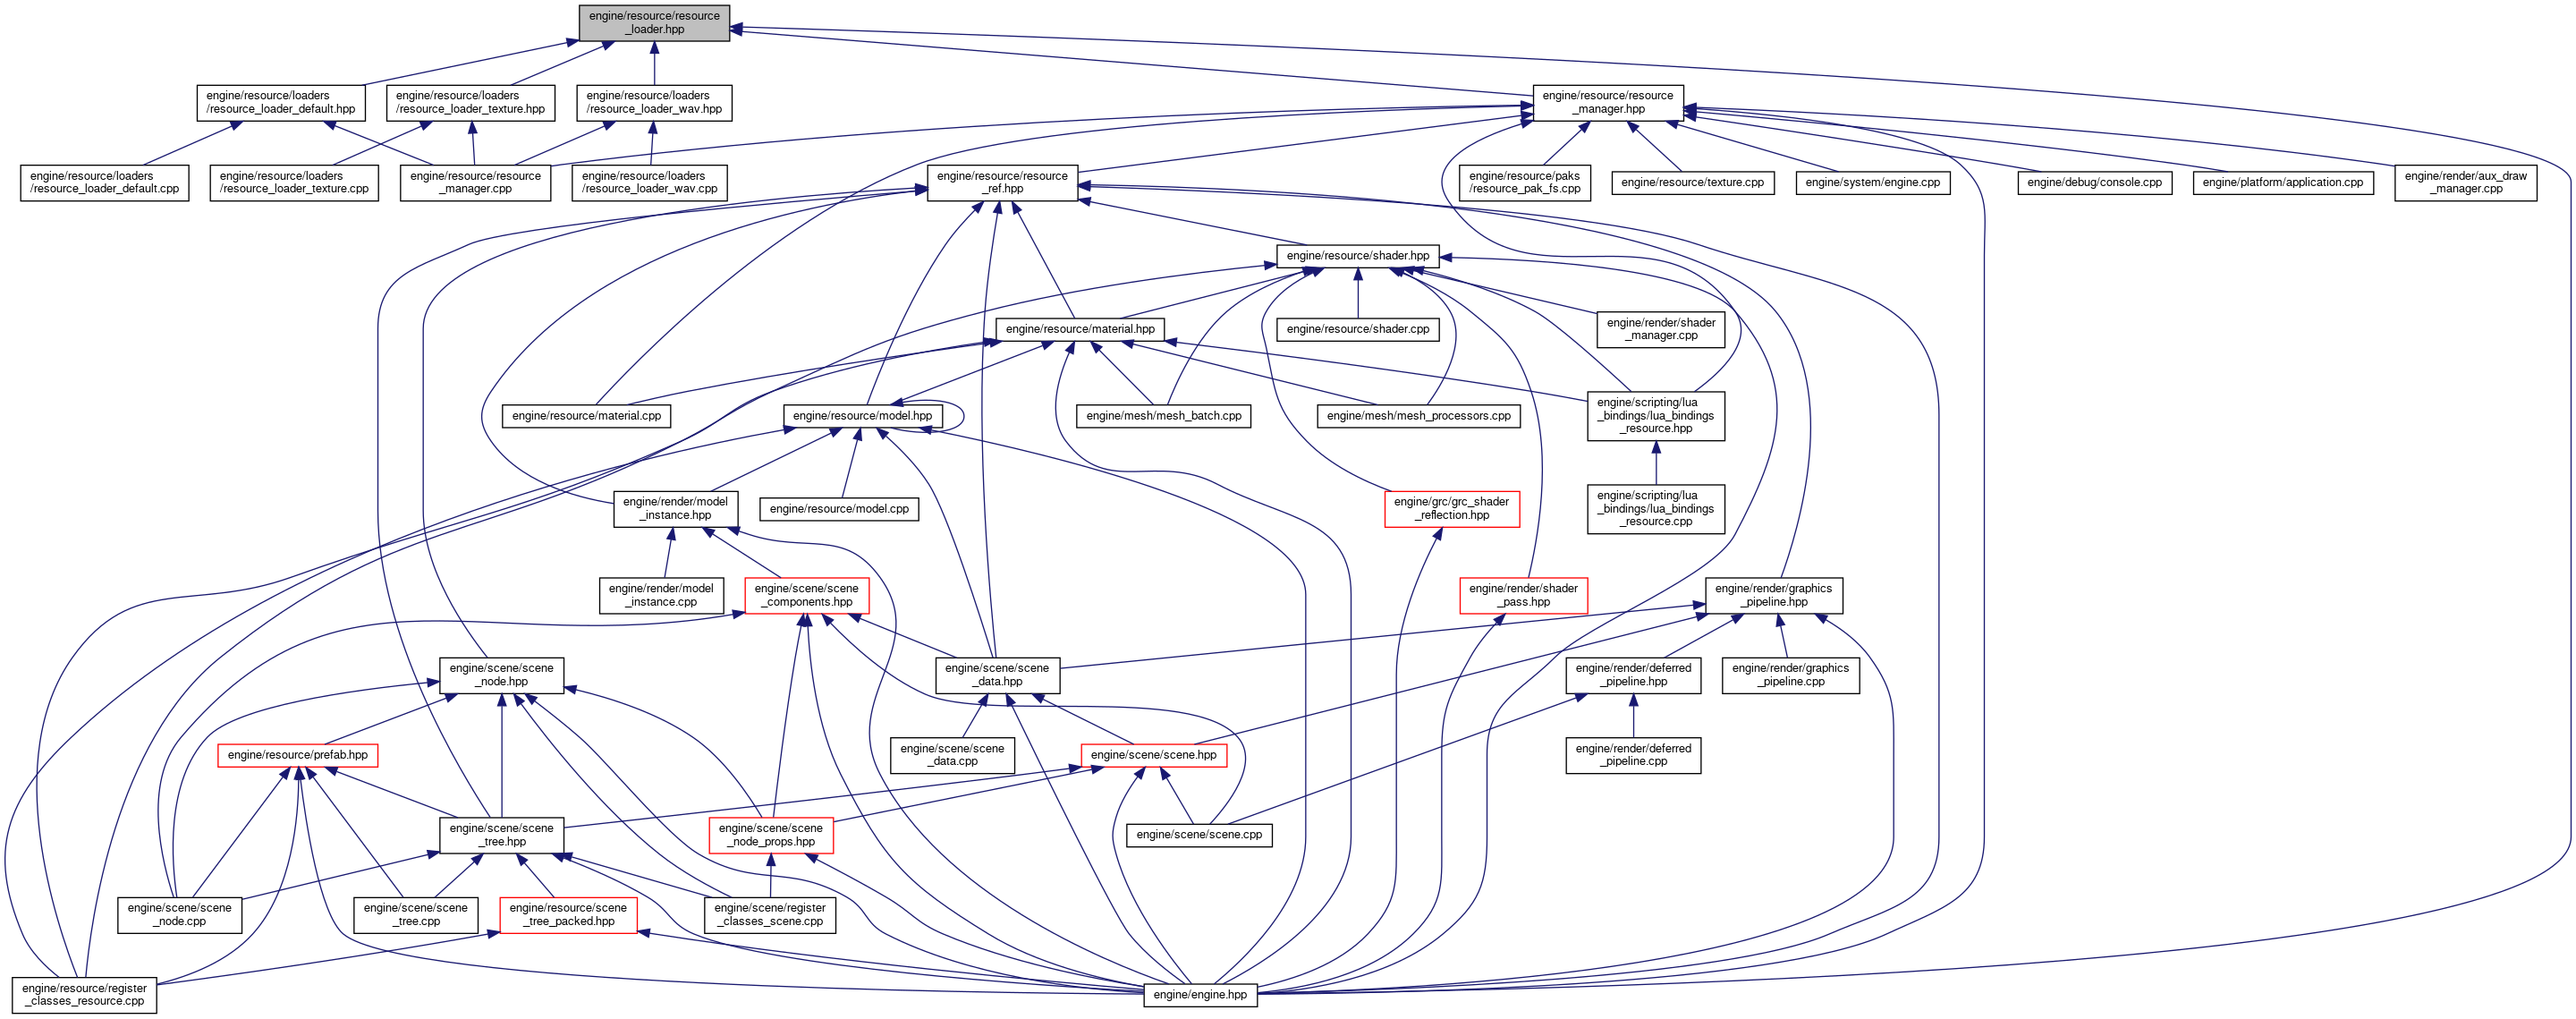 engine/resource/resource
_loader.hpp
engine/resource/loaders
/resource_loader_default.hpp
engine/resource/loaders
/resource_loader_texture.hpp
engine/resource/loaders
/resource_loader_wav.hpp
engine/resource/resource
_manager.hpp
engine/resource/loaders
/resource_loader_default.cpp
engine/resource/loaders
/resource_loader_texture.cpp
engine/resource/resource
_manager.cpp
engine/resource/loaders
/resource_loader_wav.cpp
engine/resource/resource
_ref.hpp
engine/resource/paks
/resource_pak_fs.cpp
engine/resource/texture.cpp
engine/system/engine.cpp
engine/debug/console.cpp
engine/platform/application.cpp
engine/render/aux_draw
_manager.cpp
engine/resource/shader.hpp
engine/resource/material.hpp
engine/resource/shader.cpp
engine/render/shader
_manager.cpp
engine/resource/material.cpp
engine/resource/model.hpp
engine/mesh/mesh_batch.cpp
engine/mesh/mesh_processors.cpp
engine/scripting/lua
_bindings/lua_bindings
_resource.hpp
engine/render/model
_instance.hpp
engine/resource/model.cpp
engine/grc/grc_shader
_reflection.hpp
engine/scripting/lua
_bindings/lua_bindings
_resource.cpp
engine/render/model
_instance.cpp
engine/scene/scene
_components.hpp
engine/render/shader
_pass.hpp
engine/render/graphics
_pipeline.hpp
engine/scene/scene
_node.hpp
engine/scene/scene
_data.hpp
engine/render/deferred
_pipeline.hpp
engine/render/graphics
_pipeline.cpp
engine/resource/prefab.hpp
engine/scene/scene
_data.cpp
engine/scene/scene.hpp
engine/render/deferred
_pipeline.cpp
engine/scene/scene
_tree.hpp
engine/scene/scene
_node_props.hpp
engine/scene/scene.cpp
engine/scene/scene
_node.cpp
engine/scene/scene
_tree.cpp
engine/resource/scene
_tree_packed.hpp
engine/scene/register
_classes_scene.cpp
engine/resource/register
_classes_resource.cpp
engine/engine.hpp